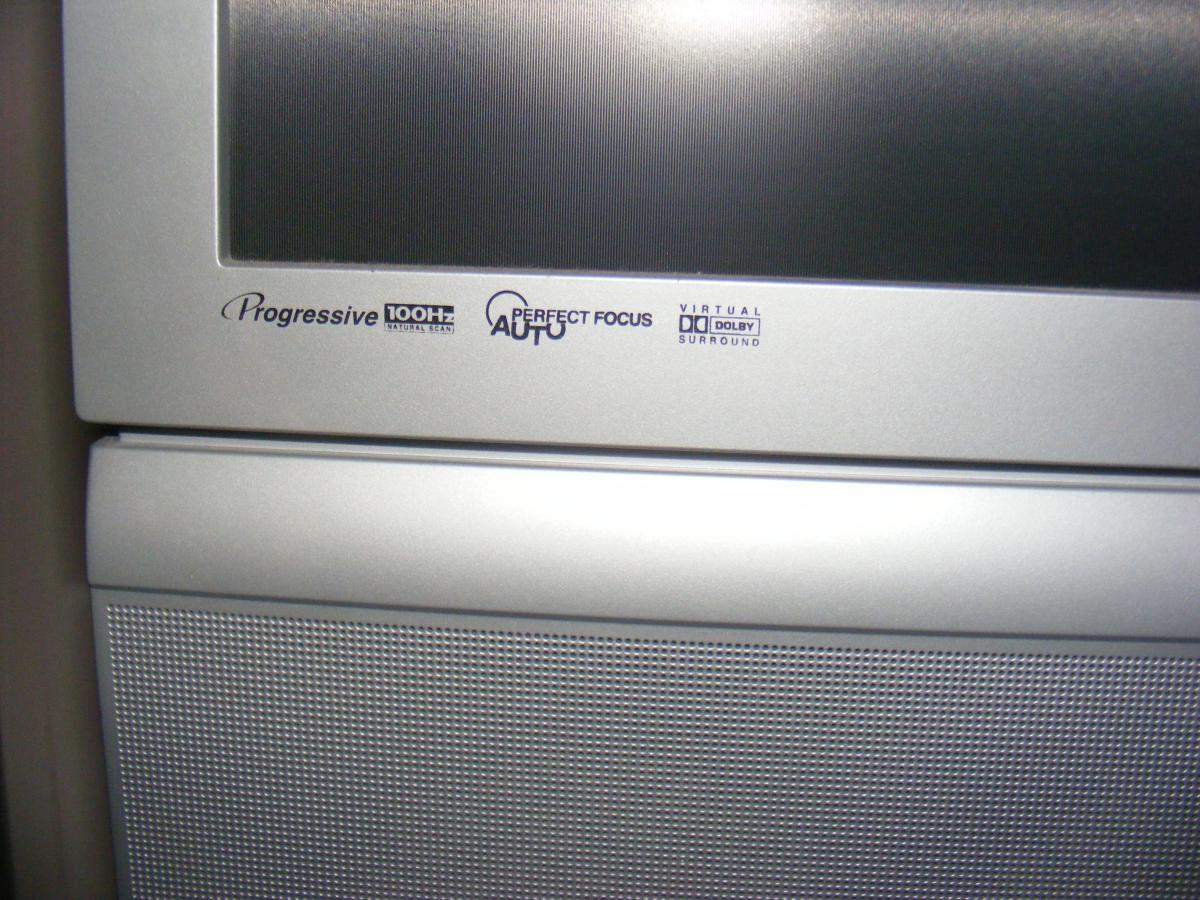 Progressive 100Hz
NATURAL SCAN
AUTO PERFECT FOCUS
VIRTUAL
DOLBY
SURROUND